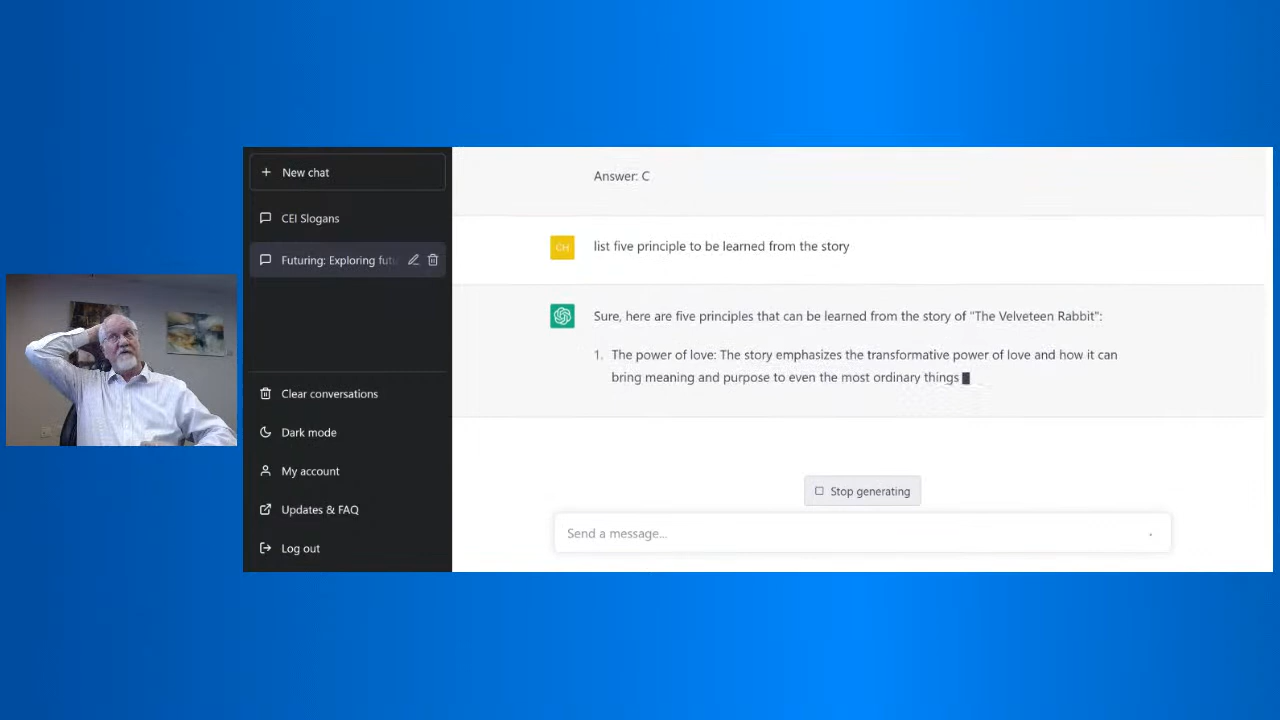 New chat
CEI Slogans
Futuring: Exploring futu
Clear conversations
Dark mode
My account
Updates & FAQ
Log out
Answer: C
CH
list five principle to be learned from the story
Sure, here are five principles that can be learned from the story of "The Velveteen Rabbit":
1. The power of love: The story emphasizes the transformative power of love and how it can
bring meaning and purpose to even the most ordinary things
Stop generating
Send a message...